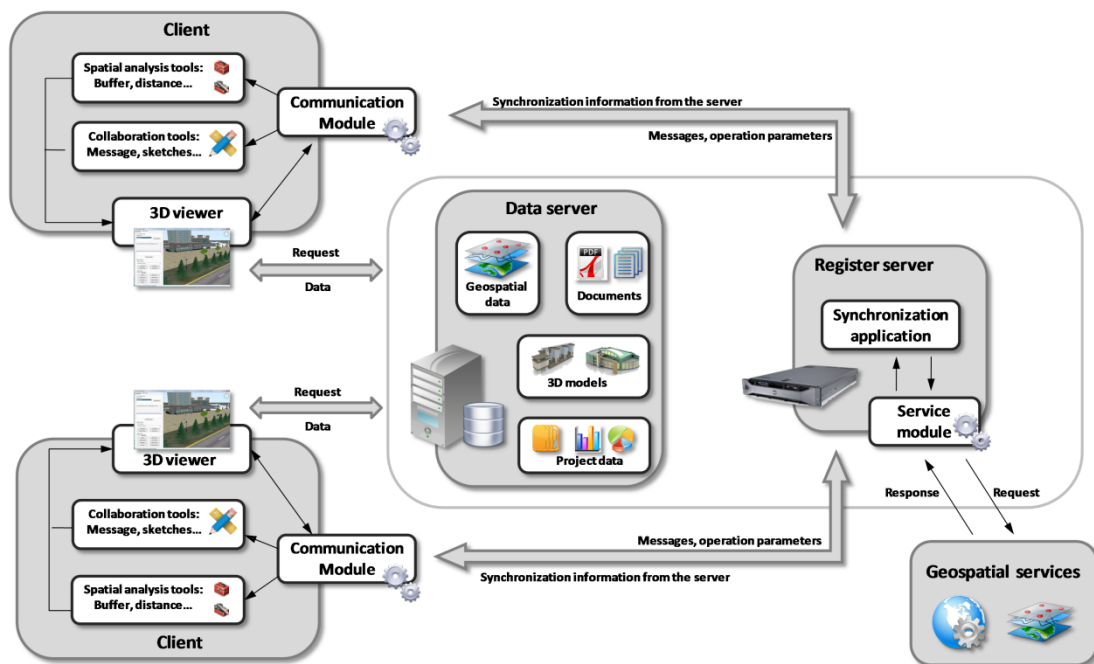 Client
Spatial analysis tools:
Buffer, distance...
Collaboration tools:
Message, sketches...
Communication
Module
3D viewer
Synchronization information from the server
Messages, operation parameters
Request
Data
Data server
Geospatial
data
PDF
Documents
3D models
Project data
Register server
Synchronization
application
Service
module
Response
Request
Geospatial services
Request
Data
3D viewer
Collaboration tools:
Message, sketches...
Spatial analysis tools:
Buffer, distance...
Communication
Module
Client
Messages, operation parameters
Synchronization information from the server